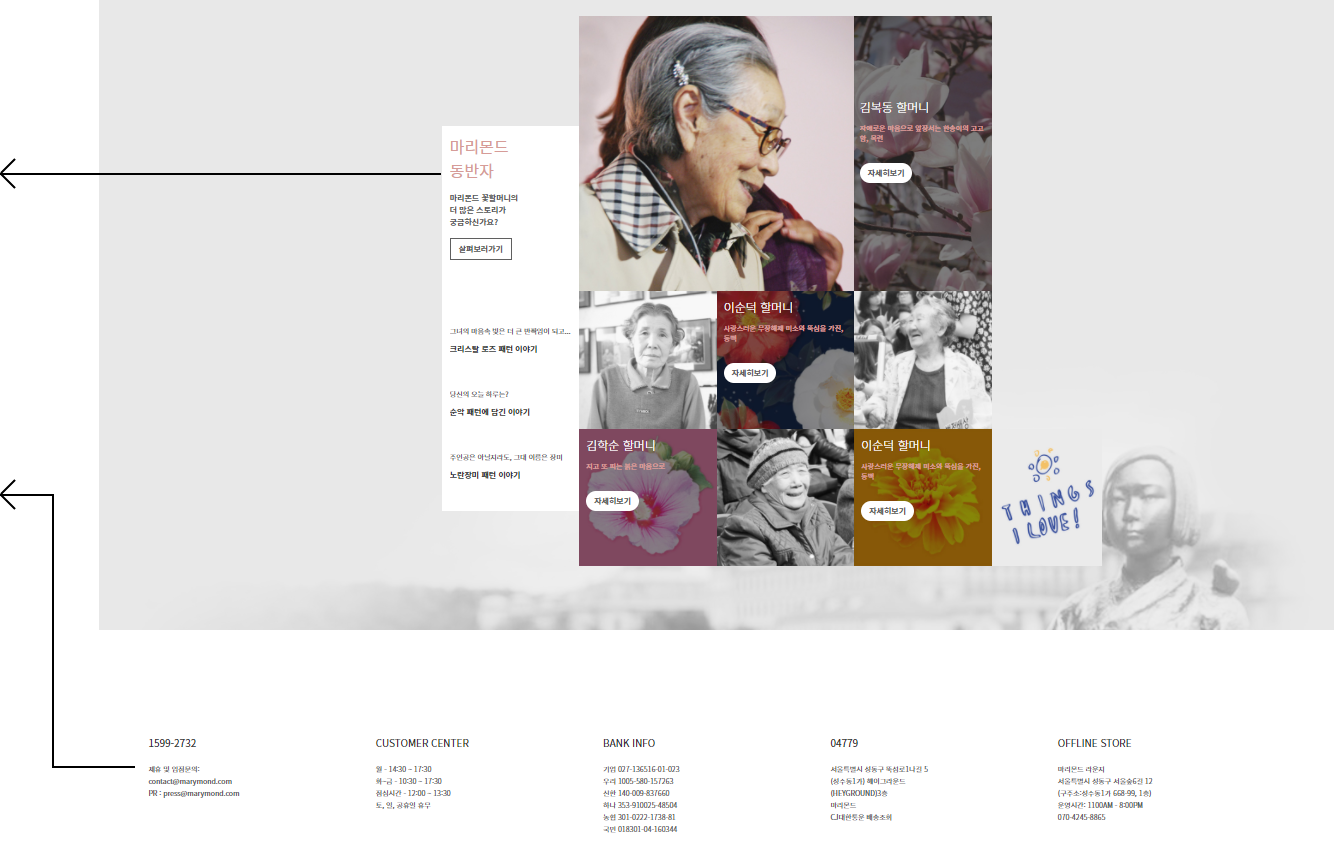 마리몬드
동반자
마리몬드 꽃할머니의
더 많은 스토리가
궁금하신가요?
살펴보러가기
그녀의 마음속 빛은 더 큰 반짝임이 되고...
크리스탈 로즈 패턴 이야기
당신의 오늘 하루는?
순악 패턴에 담긴 이야기
주인공은 아닐지라도, 그대 이름은 장미
노란장미 패턴 이야기
김복동 할머니
자애로운 마음으로 앞장서는 한송이의 고고
함, 목련
자세히보기
이순덕 할머니
사랑스러운 무장해제 미소와 뚝심을 가진,
동백
자세히보기
김학순 할머니
지고 또 피는 붉은 마음으로
자세히보기
이순덕 할머니
사랑스러운 무장해제 미소와 뚝심을 가진,
동백
자세히보기
THINGS
I LOVE!
1599-2732
제휴 및 입점문의:
contact@marymond.com
PR : press@marymond.com
CUSTOMER CENTER
월 - 14:30 ~ 17:30
화~금 - 10:30 ~ 17:30
점심시간 - 12:00 ~ 13:30
토, 일, 공휴일 휴무
BANK INFO
기업 027-136516-01-023
우리 1005-580-157263
신한 140-009-837660
하나 353-910025-48504
농협 301-0222-1738-81
국민 018301-04-160344
04779
서울특별시 성동구 뚝섬로1나길 5
(성수동1가) 헤이그라운드
(HEYGROUND)3층
마리몬드
CJ대한통운 배송조회
OFFLINE STORE
마리몬드 라운지
서울특별시 성동구 서울숲6길 12
(구주소:성수동1가 668-99, 1층)
운영시간: 1100AM - 8:00PM
070-4245-8865